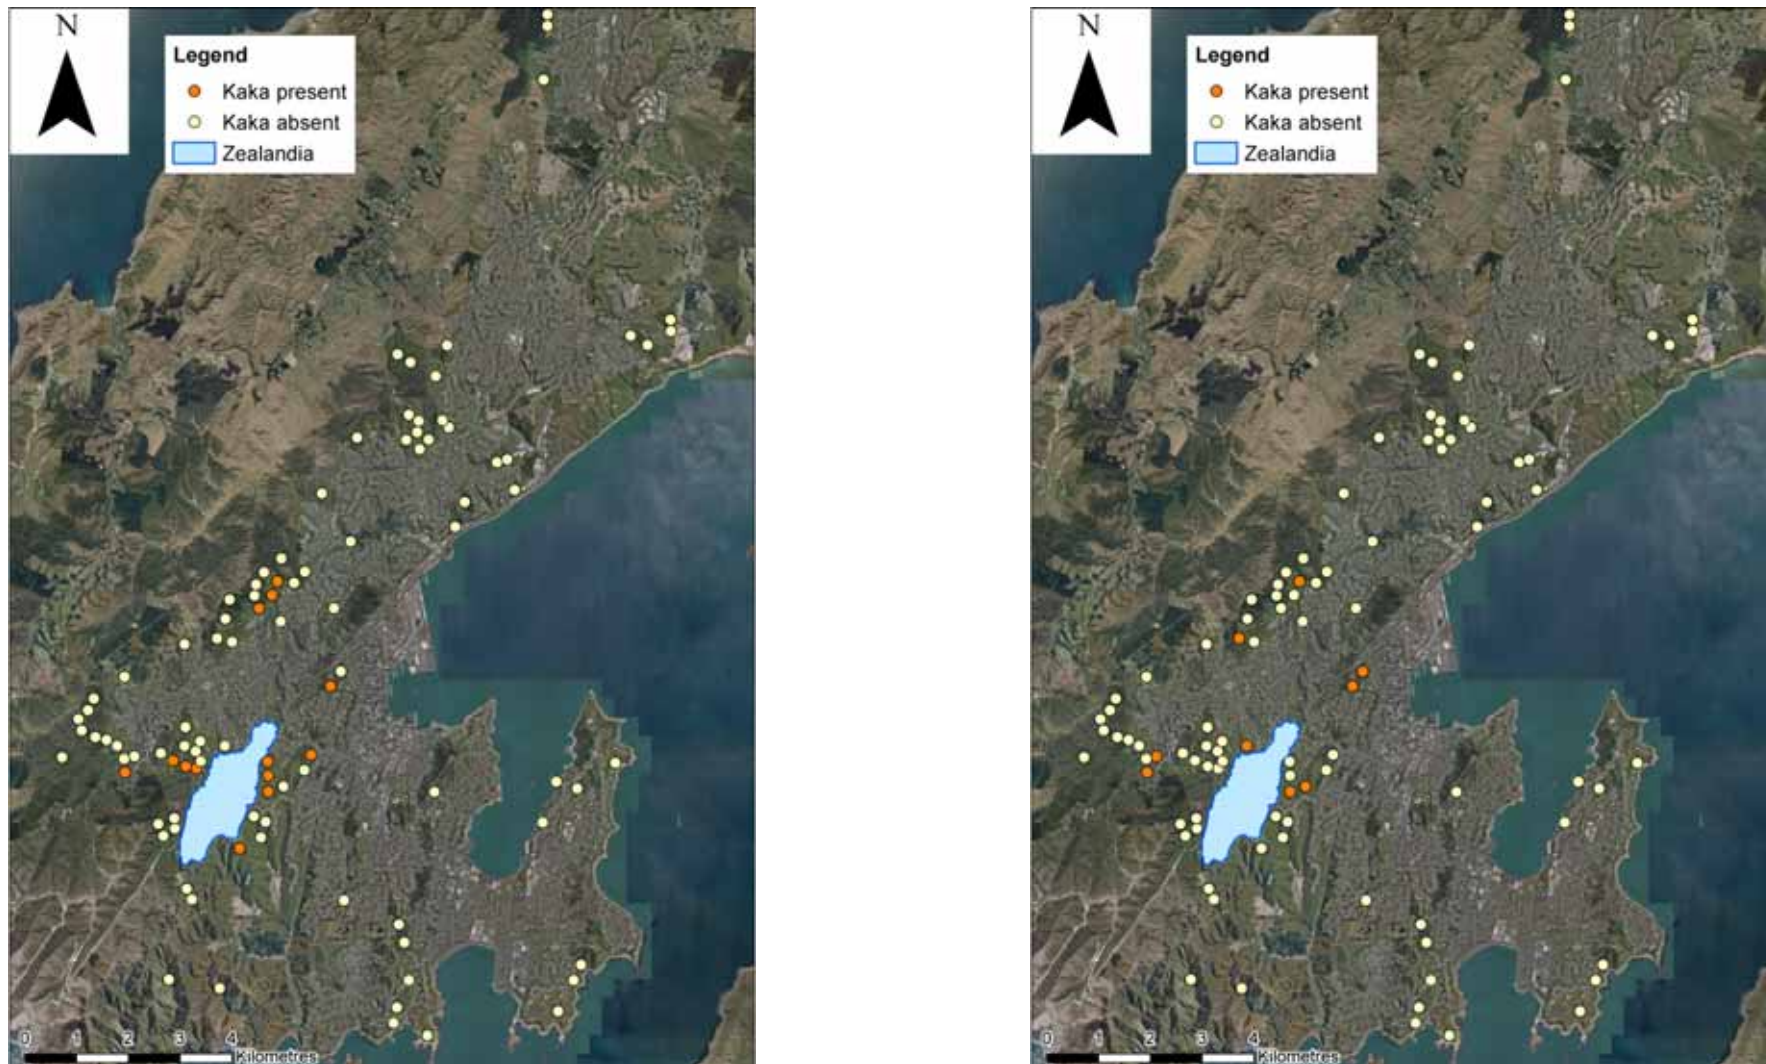 N
Legend
Kaka present
Kaka absent
Zealandia
0 1 2 3 4
Kilometres
N
Legend
Kaka present
Kaka absent
Zealandia
0 1 2 3 4
Kilometres